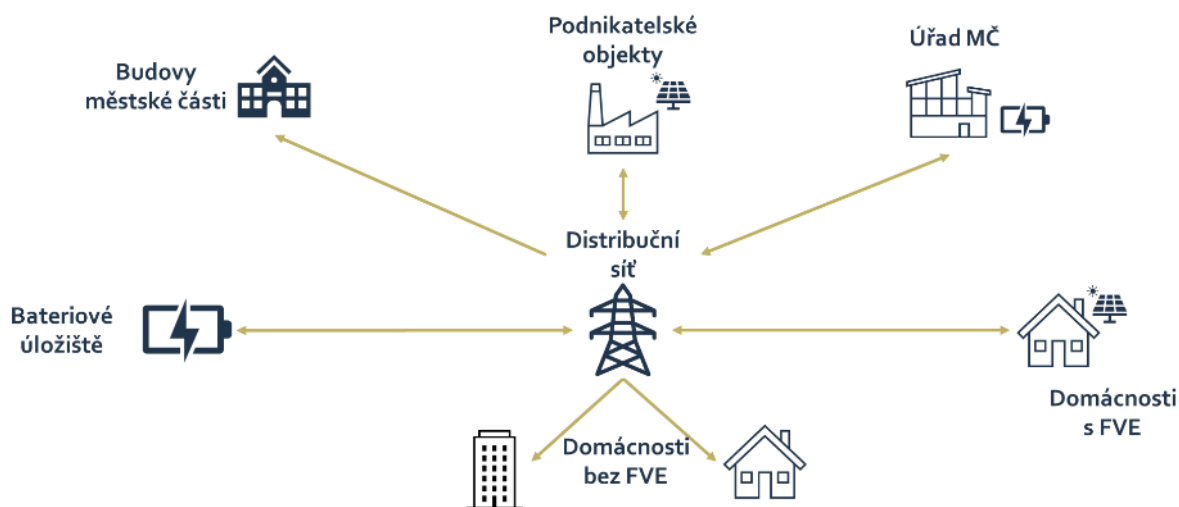 Budovy
městské části
Podnikatelské
objekty
Úřad MČ
Distribuční
síť
Bateriové
úložiště
Domácnosti
s FVE
Domácnosti
bez FVE